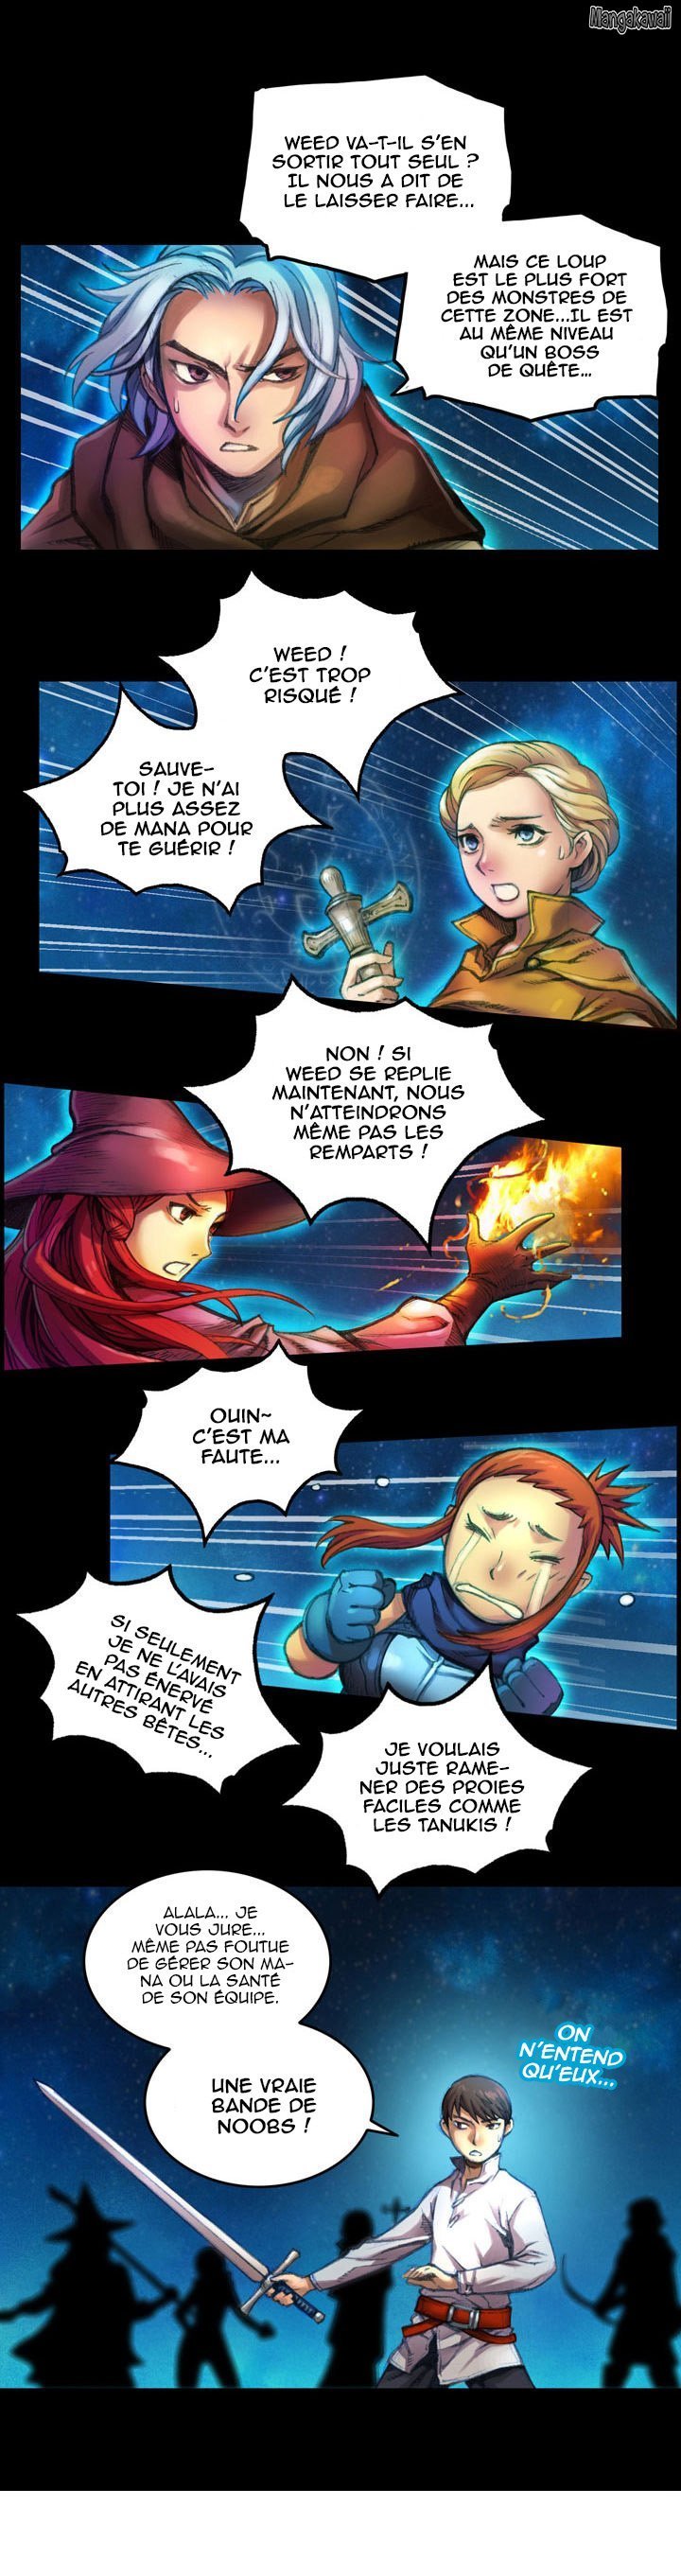 Mangakawaii
WEED VA-T-IL S'EN
SORTIR TOUT SEUL ?
IL NOUS A DIT DE
LE LAISSER FAIRE...
MAIS CE LOUP
EST LE PLUS FORT
DES MONSTRES DE
CETTE ZONE...IL EST
AU MÊME NIVEAU
QU'UN BOSS
DE QUÊTE...
WEED !
C'EST TROP
RISQUÉ !
SAUVE-
TOI ! JE N'AI
PLUS ASSEZ
DE MANA POUR
TE GUÉRIR !
NON ! SI
WEED SE REPLIE
MAINTENANT, NOUS
N'ATTEINDRONS
MÊME PAS LES
REMPARTS !
OUIN~
C'EST MA
FAUTE...
SI SEULEMENT
JE NE L'AVAIS
PAS ÉNERVÉ
EN ATTIRANT LES
AUTRES BÊTES...
JE VOULAIS
JUSTE RAME-
NER DES PROIES
FACILES COMME
LES TANUKIS !
ALALA... JE
VOUS JURE...
MÊME PAS FOUTUE
DE GÉRER SON MA-
NA OU LA SANTÉ
DE SON ÉQUIPE.
UNE VRAIE
BANDE DE
NOOBS !
ON
N'ENTEND
QU'EUX...